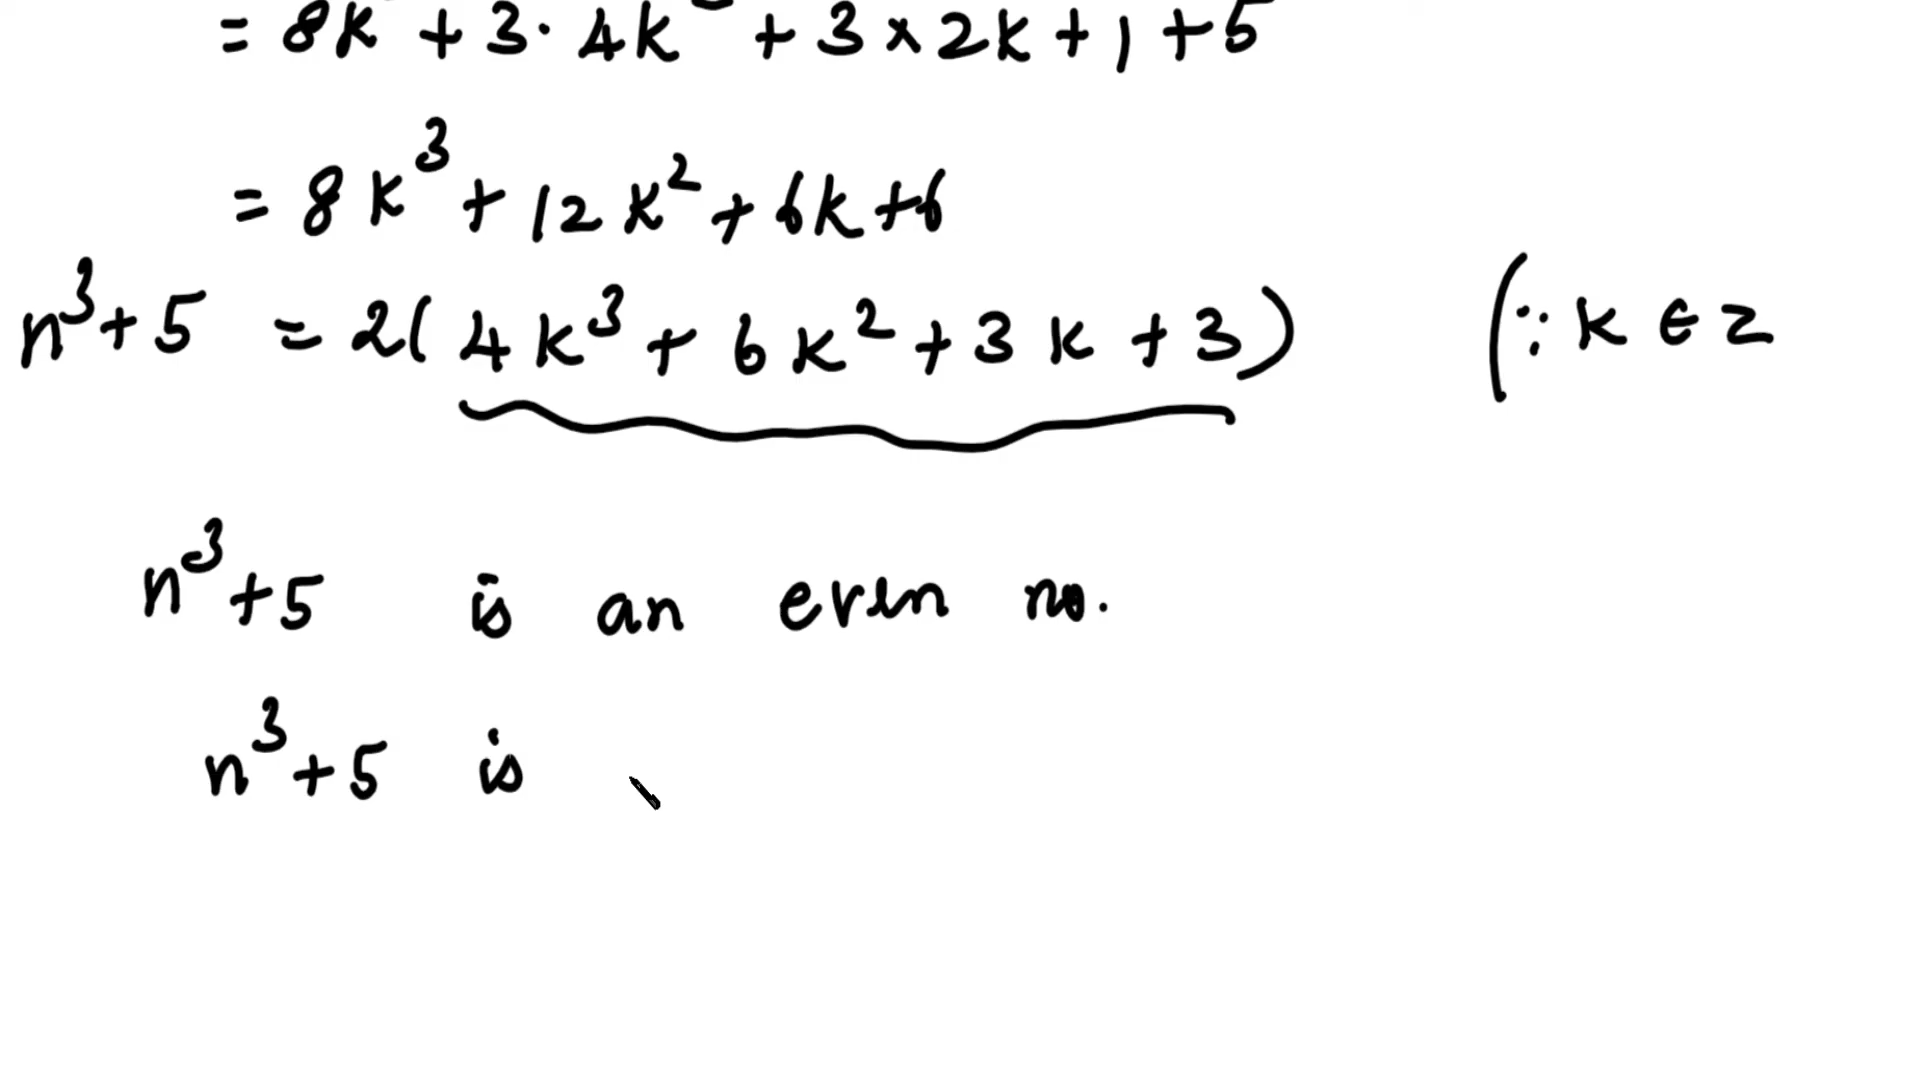 = 8k + 3 · 4k + 3 × 2k + 1 + 5
= 8k³ + 12k² + 6k + 6
n³ + 5 = 2(4k³ + 6k² + 3k + 3) (∵ k ∈ z
n³ + 5 is an even no.
n³ + 5 is